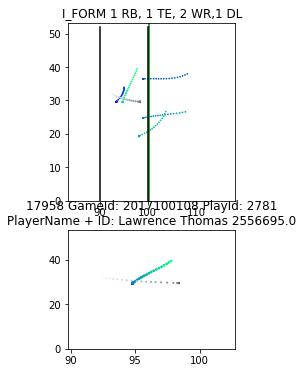 I_FORM 1 RB, 1 TE, 2 WR,1 DL
50
40
30
20
10
0
90 100 110
17958 GameId: 2017100108 PlayId: 2781
PlayerName + ID: Lawrence Thomas 2556695.0
40
20
0
90 95 100